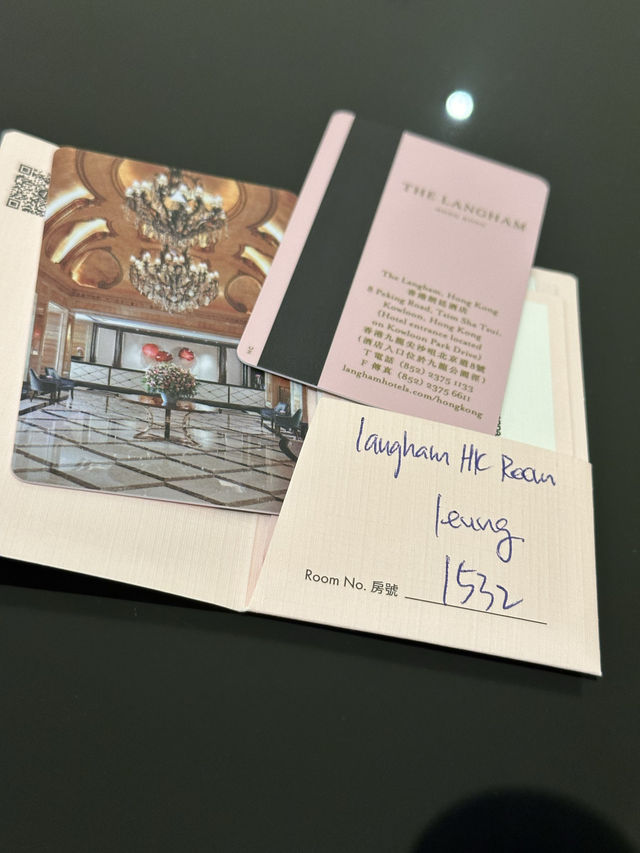 THE LANGHAM
HONG KONG
The Langham, Hong Kong
香港朗廷酒店
8 Peking Road, Tsim Sha Tsui,
Kowloon, Hong Kong
(Hotel entrance located
on Kowloon Park Drive)
香港九龍尖沙咀北京道8號
(酒店入口位於九龍公園徑)
T 電話 (852) 2375 1133
F 傳真 (852) 2375 6611
langhamhotels.com/hongkong
langham HK Room
leung
Room No. 房號 1532